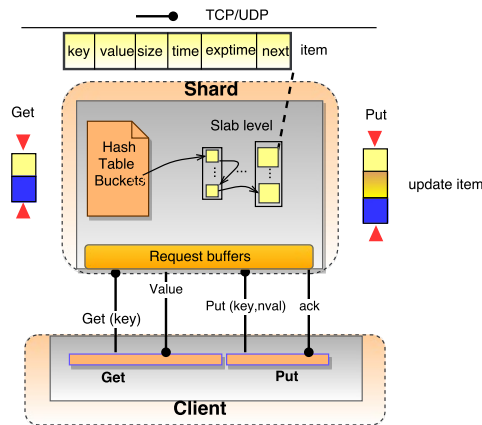 TCP/UDP
key value size time exptime next item
Shard
Get
Put
Slab level
Hash
Table
Buckets
...
update item
Request buffers
Value
Get (key)
Put (key,nval)
ack
Get
Put
Client